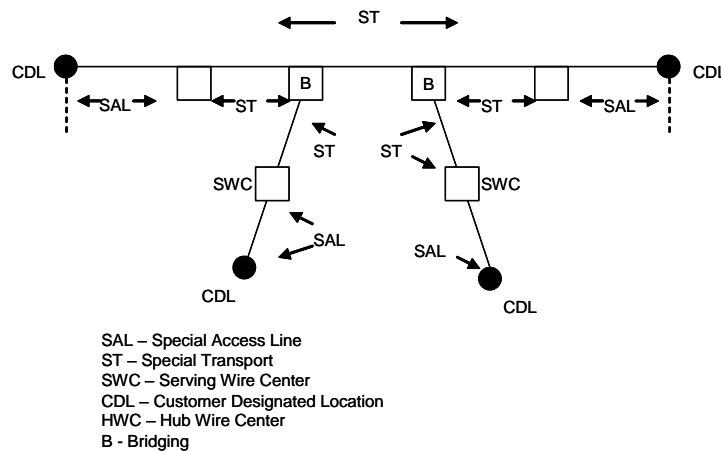 ST
CDL
B
B
CDL
SAL
ST
ST
SAL
ST
ST
SWC
SWC
SAL
SAL
CDL
CDL
SAL – Special Access Line
ST – Special Transport
SWC – Serving Wire Center
CDL – Customer Designated Location
HWC – Hub Wire Center
B - Bridging